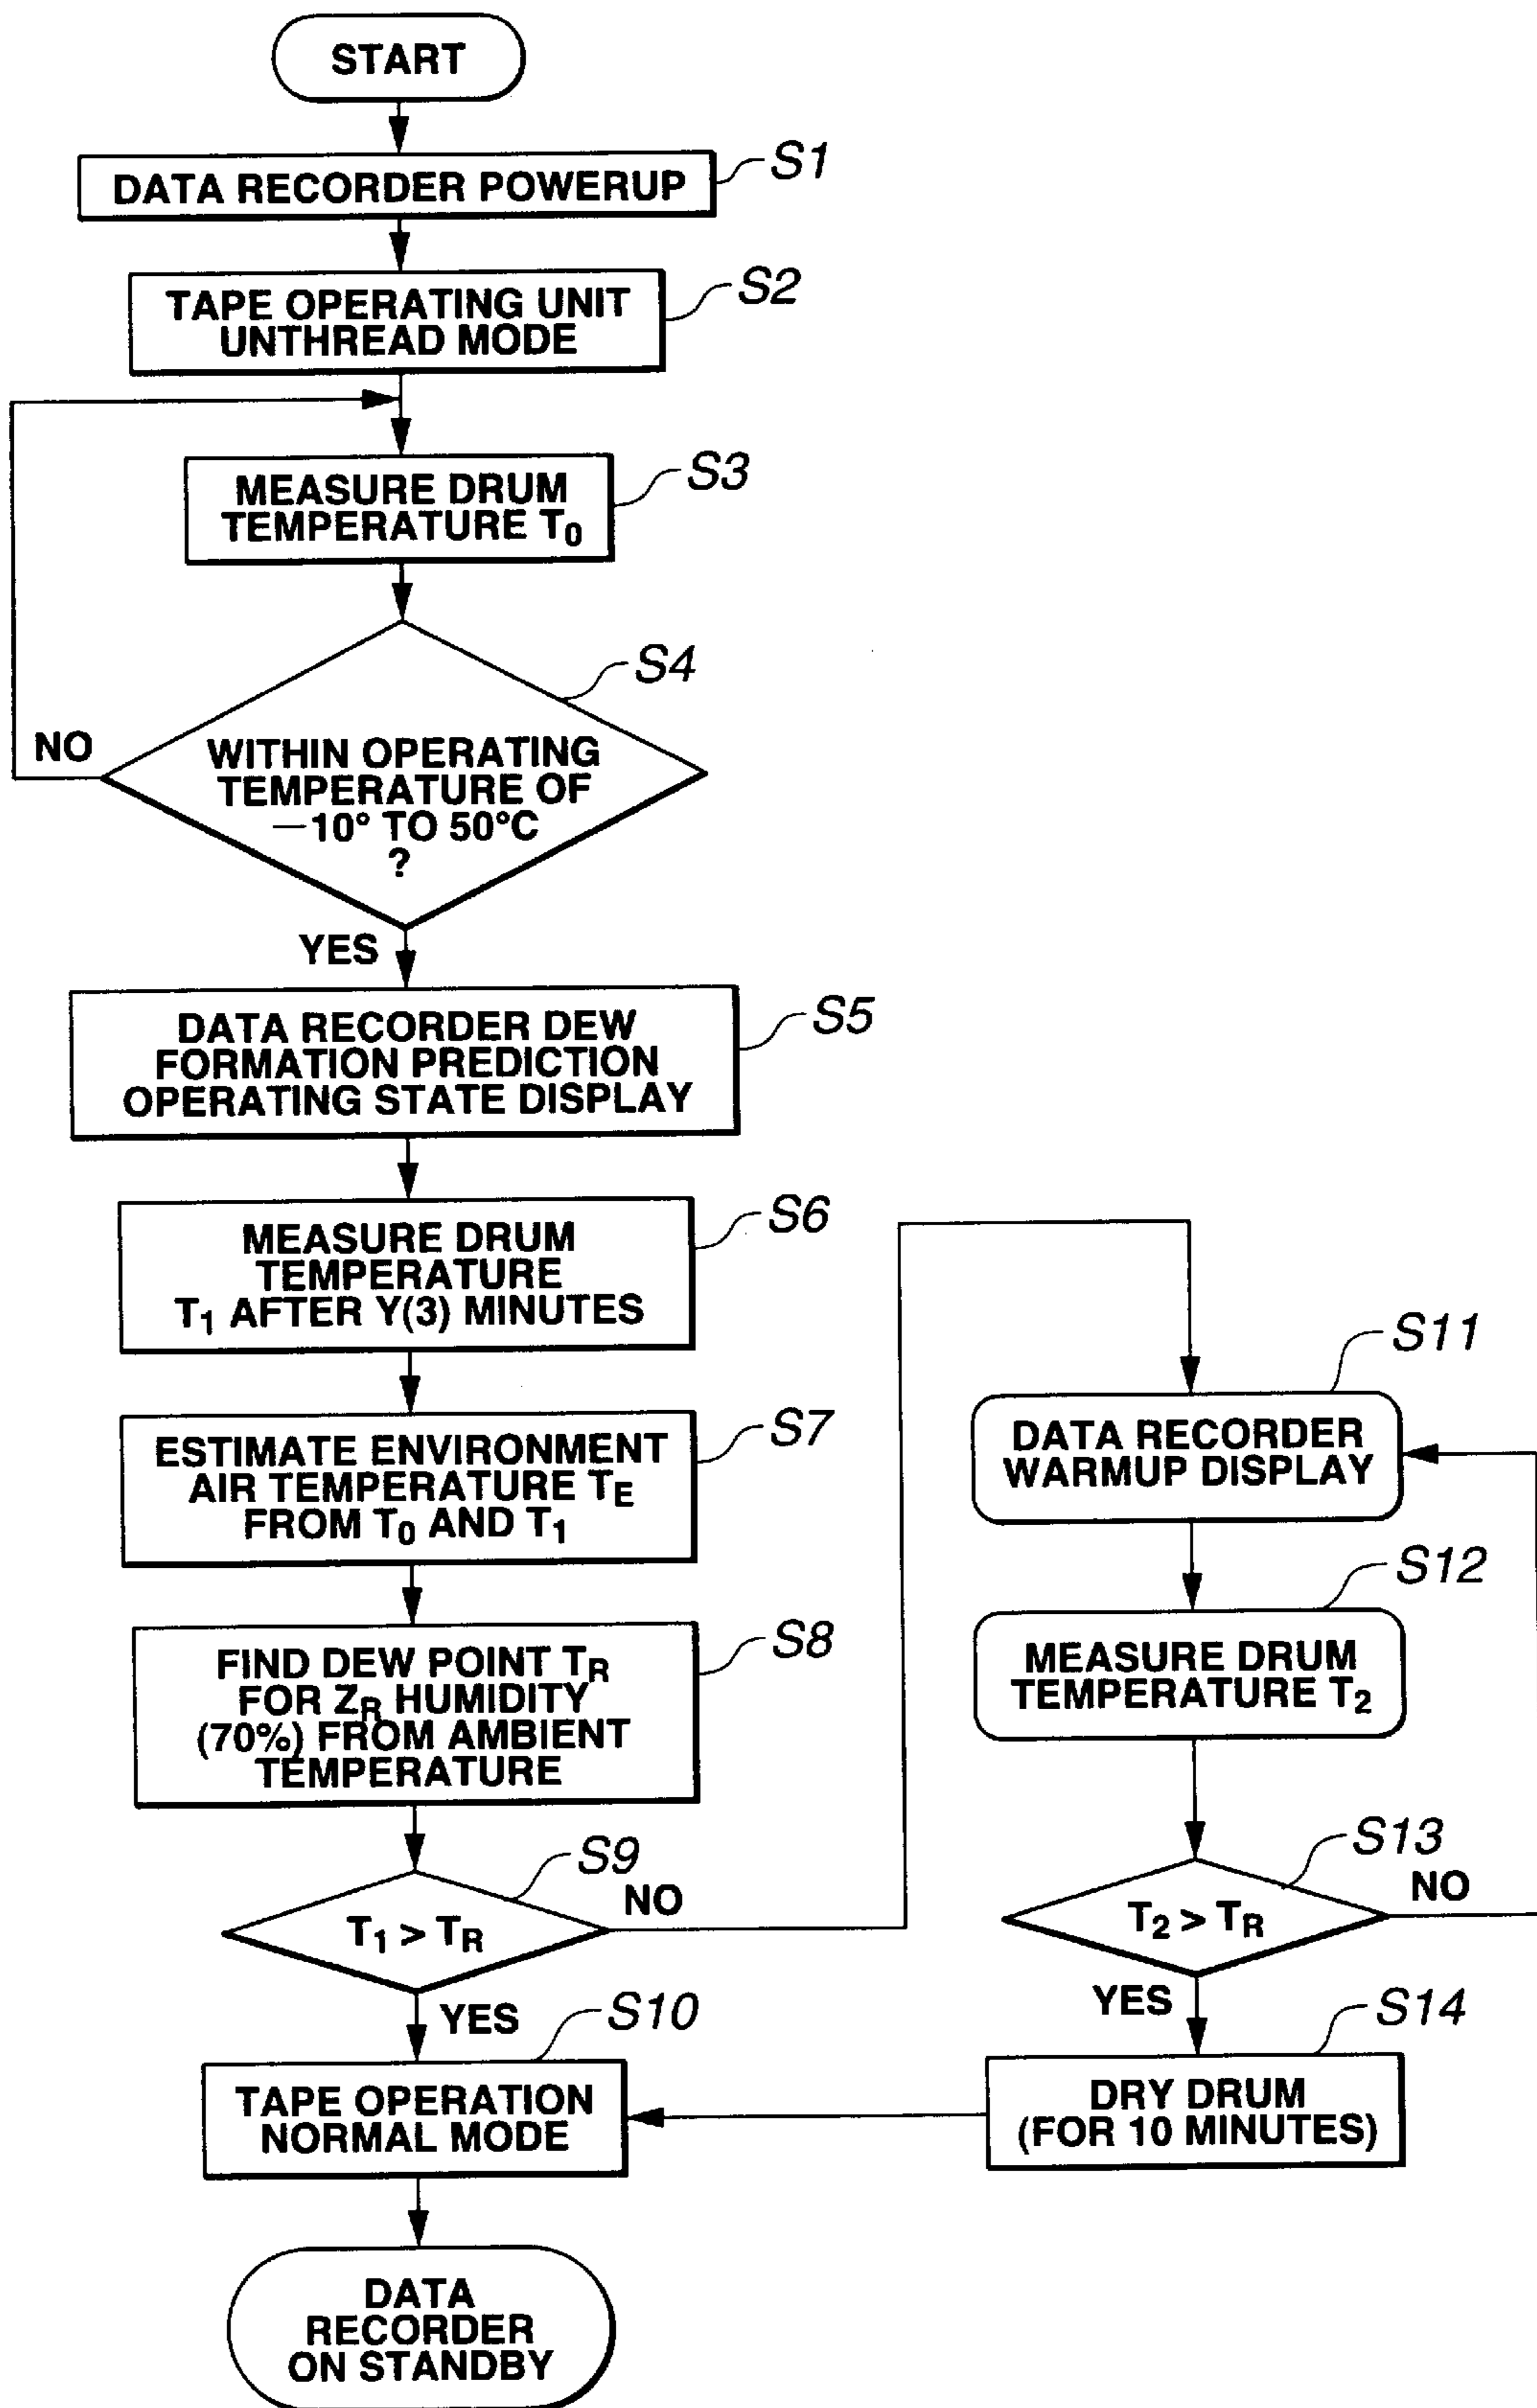 START
DATA RECORDER POWERUP
S1
TAPE OPERATING UNIT
UNTHREAD MODE
S2
MEASURE DRUM
TEMPERATURE T0
S3
S4
NO
WITHIN OPERATING
TEMPERATURE OF
—10° TO 50°C
?
YES
DATA RECORDER DEW
FORMATION PREDICTION
OPERATING STATE DISPLAY
S5
MEASURE DRUM
TEMPERATURE
T1 AFTER Y(3) MINUTES
S6
ESTIMATE ENVIRONMENT
AIR TEMPERATURE TE
FROM T0 AND T1
S7
FIND DEW POINT TR
FOR ZR HUMIDITY
(70%) FROM AMBIENT
TEMPERATURE
S8
S9
T1 > TR
NO
YES
S10
TAPE OPERATION
NORMAL MODE
DATA
RECORDER
ON STANDBY
S11
DATA RECORDER
WARMUP DISPLAY
S12
MEASURE DRUM
TEMPERATURE T2
S13
T2 > TR
NO
YES
S14
DRY DRUM
(FOR 10 MINUTES)